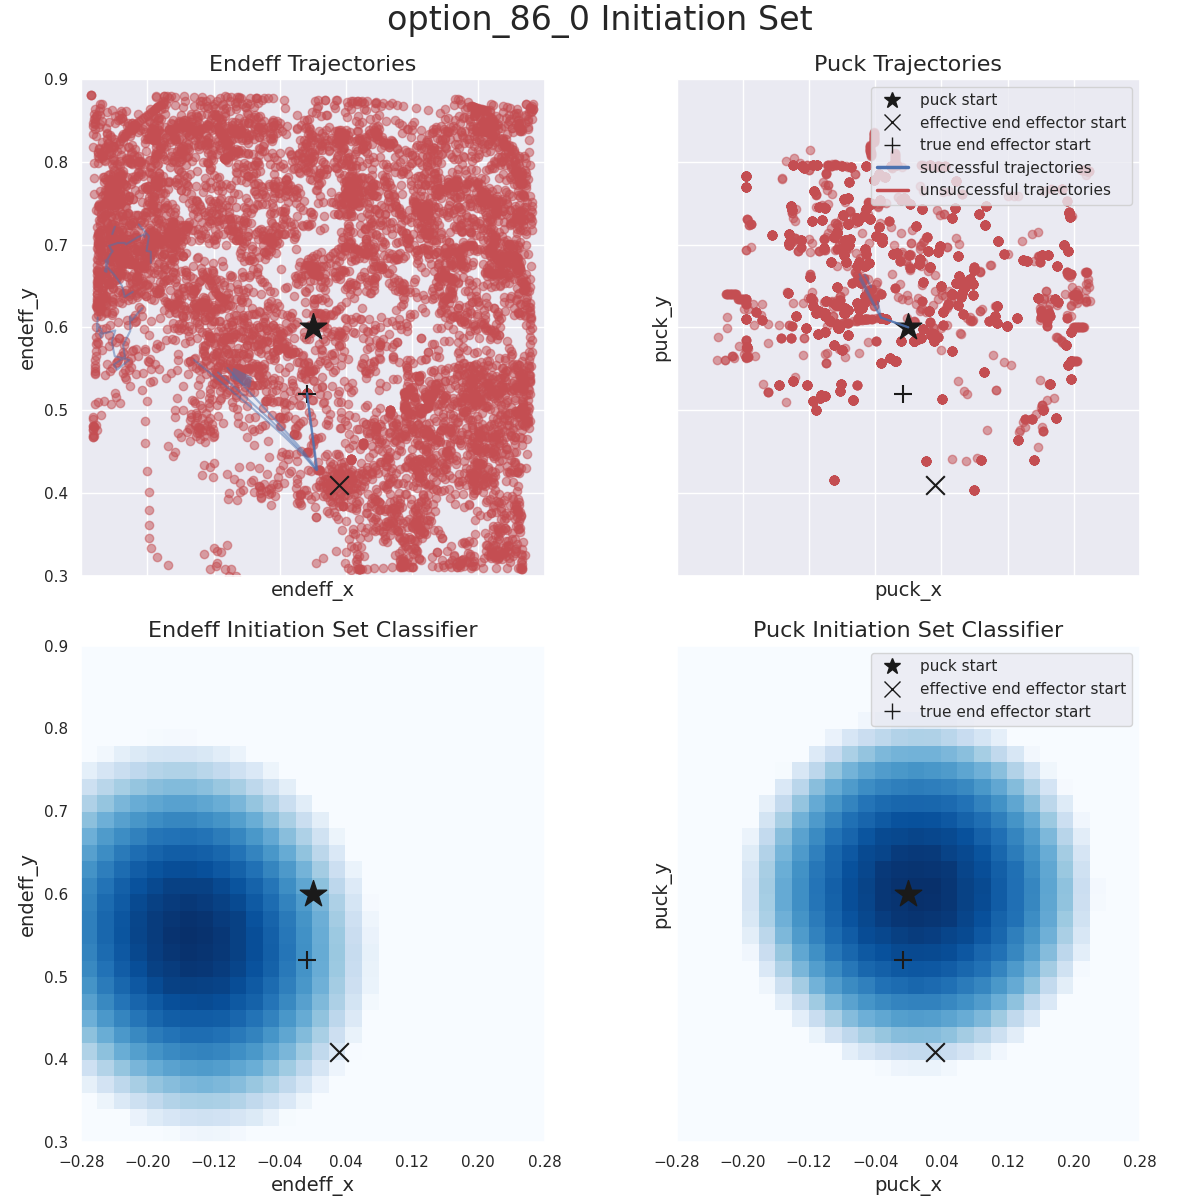 option_86_0 Initiation Set
Endeff Trajectories
0.9
0.8
0.7
0.6
0.5
0.4
0.3
endeff_y
endeff_x
Puck Trajectories
puck start
effective end effector start
true end effector start
successful trajectories
unsuccessful trajectories
puck_y
puck_x
Endeff Initiation Set Classifier
0.9
0.8
0.7
0.6
0.5
0.4
0.3
endeff_y
−0.28 −0.20 −0.12 −0.04 0.04 0.12 0.20 0.28
endeff_x
Puck Initiation Set Classifier
puck start
effective end effector start
true end effector start
puck_y
−0.28 −0.20 −0.12 −0.04 0.04 0.12 0.20 0.28
puck_x